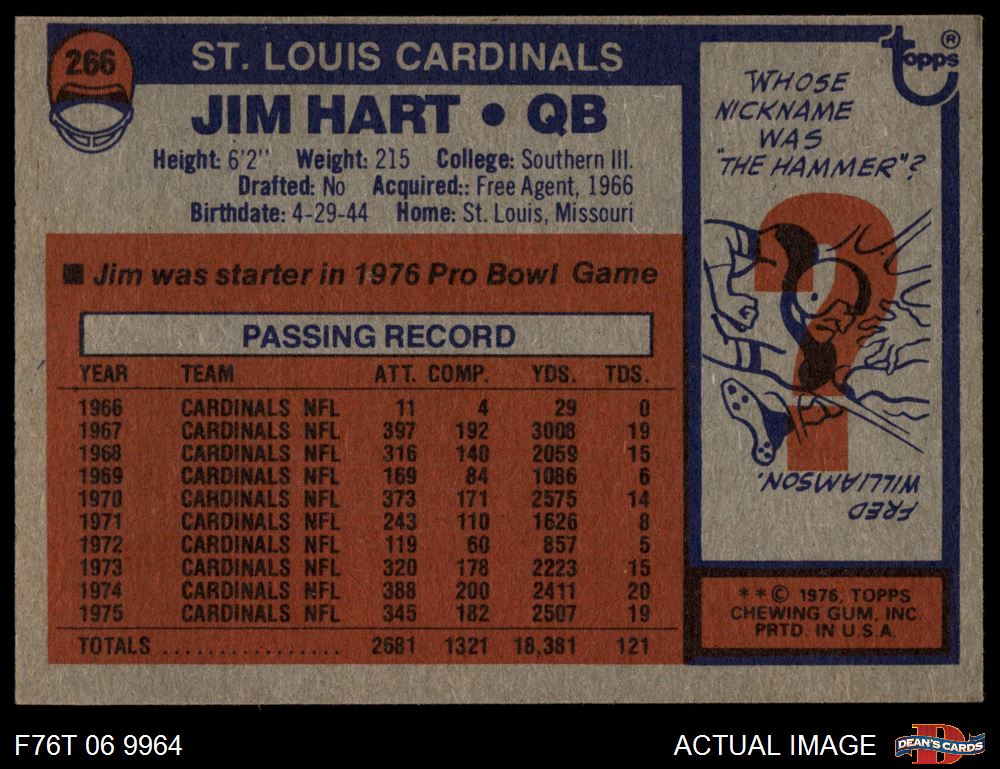 266
ST. LOUIS CARDINALS
JIM HART • QB
Height: 6'2" Weight: 215 College: Southern Ill.
Drafted: No Acquired:: Free Agent, 1966
Birthdate: 4-29-44 Home: St. Louis, Missouri
■ Jim was starter in 1976 Pro Bowl Game
PASSING RECORD
YEAR TEAM ATT. COMP. YDS. TDS.
1966 CARDINALS NFL 11 4 29 0
1967 CARDINALS NFL 397 192 3008 19
1968 CARDINALS NFL 316 140 2059 15
1969 CARDINALS NFL 169 84 1086 6
1970 CARDINALS NFL 373 171 2575 14
1971 CARDINALS NFL 243 110 1626 8
1972 CARDINALS NFL 119 60 857 5
1973 CARDINALS NFL 320 178 2223 15
1974 CARDINALS NFL 388 200 2411 20
1975 CARDINALS NFL 345 182 2507 19
TOTALS ................ 2681 1321 18,381 121
topps ®
WHOSE
NICKNAME
WAS
"THE HAMMER"?
?
FRED
WILLIAMSON.
* * © 1976, TOPPS
CHEWING GUM, INC.
PRTD. IN U.S.A.
F76T 06 9964
ACTUAL IMAGE
D
DEAN'S CARDS